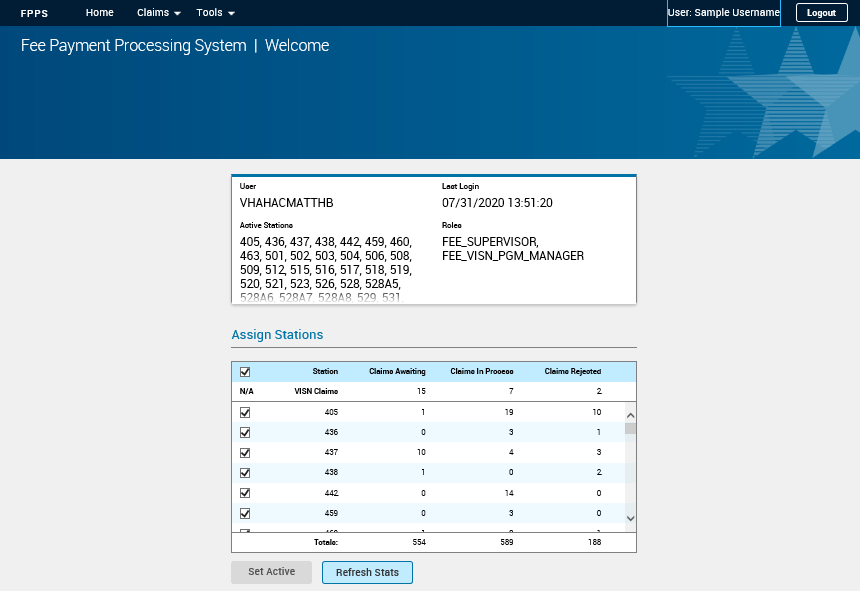 FPPS Home Claims Tools User: Sample Username Logout
Fee Payment Processing System | Welcome
User Last Login
VHAHACMATTHB 07/31/2020 13:51:20
Active Stations Roles
405, 436, 437, 438, 442, 459, 460, FEE_SUPERVISOR,
463, 501, 502, 503, 504, 506, 508, FEE_VISN_PGM_MANAGER
509, 512, 515, 516, 517, 518, 519,
520, 521, 523, 526, 528, 528A5,
528A6, 528A7, 528A8, 529, 531,
Assign Stations
Station Claims Awaiting Claims In Process Claims Rejected
N/A VISN Claims 15 7 2
405 1 19 10
436 0 3 1
437 10 4 3
438 1 0 2
442 0 14 0
459 0 3 0
Totals: 554 589 188
Set Active Refresh Stats